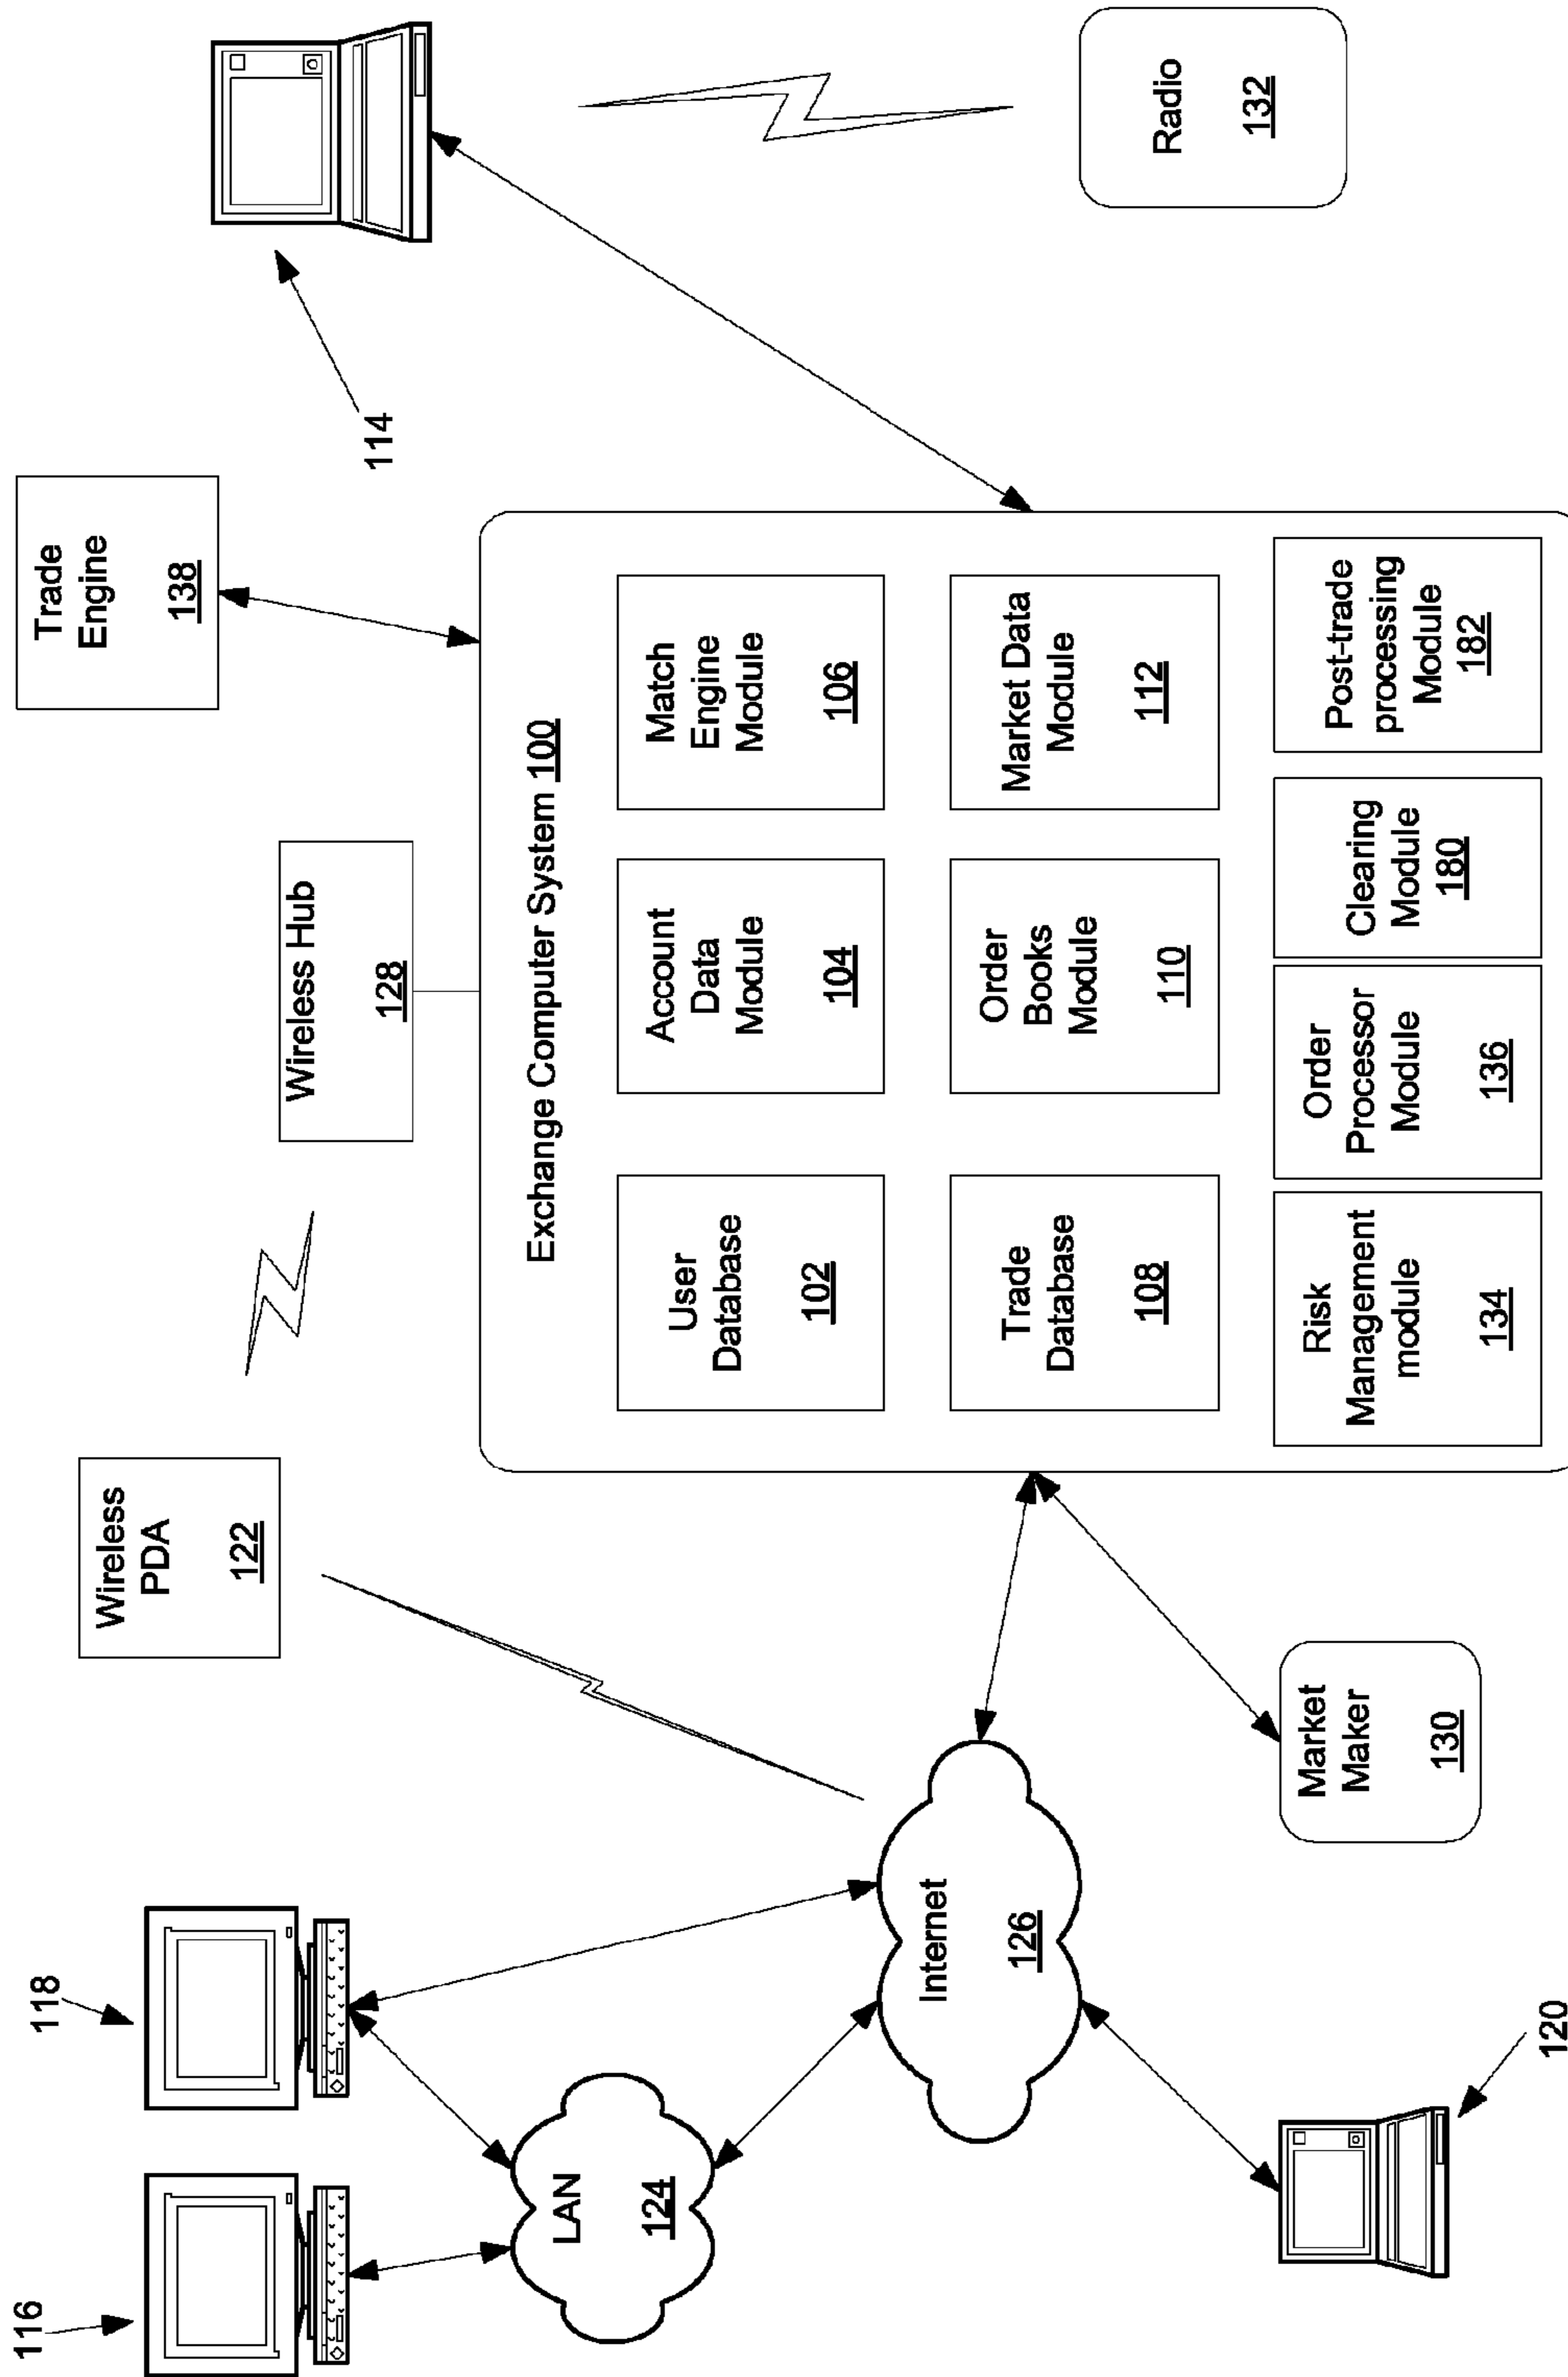 116
118
Wireless
PDA
122
Wireless Hub
128
Trade
Engine
138
114
LAN
124
Internet
126
120
Market
Maker
130
Exchange Computer System 100
User
Database
102
Account
Data
Module
104
Match
Engine
Module
106
Trade
Database
108
Order
Books
Module
110
Market Data
Module
112
Risk
Management
module
134
Order
Processor
Module
136
Clearing
Module
180
Post-trade
processing
Module
182
Radio
132